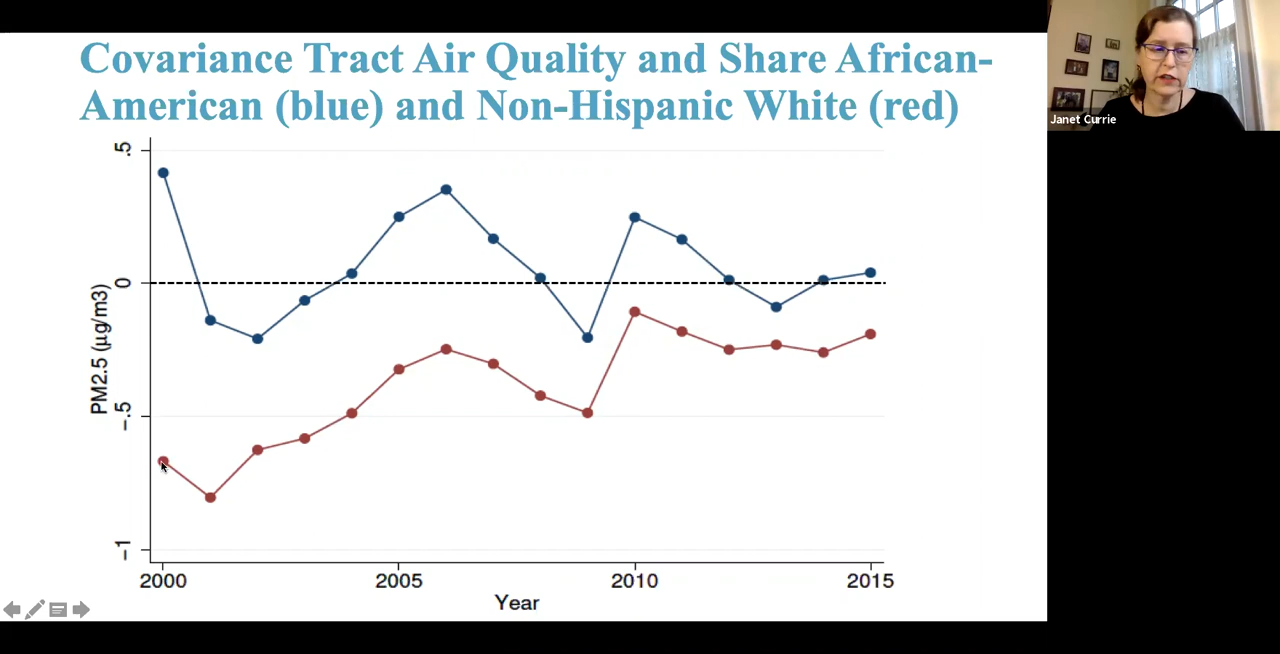 Covariance Tract Air Quality and Share African-
American (blue) and Non-Hispanic White (red)
Janet Currie
PM2.5 (µg/m3)
.5
0
-.5
-1
2000
2005
2010
2015
Year